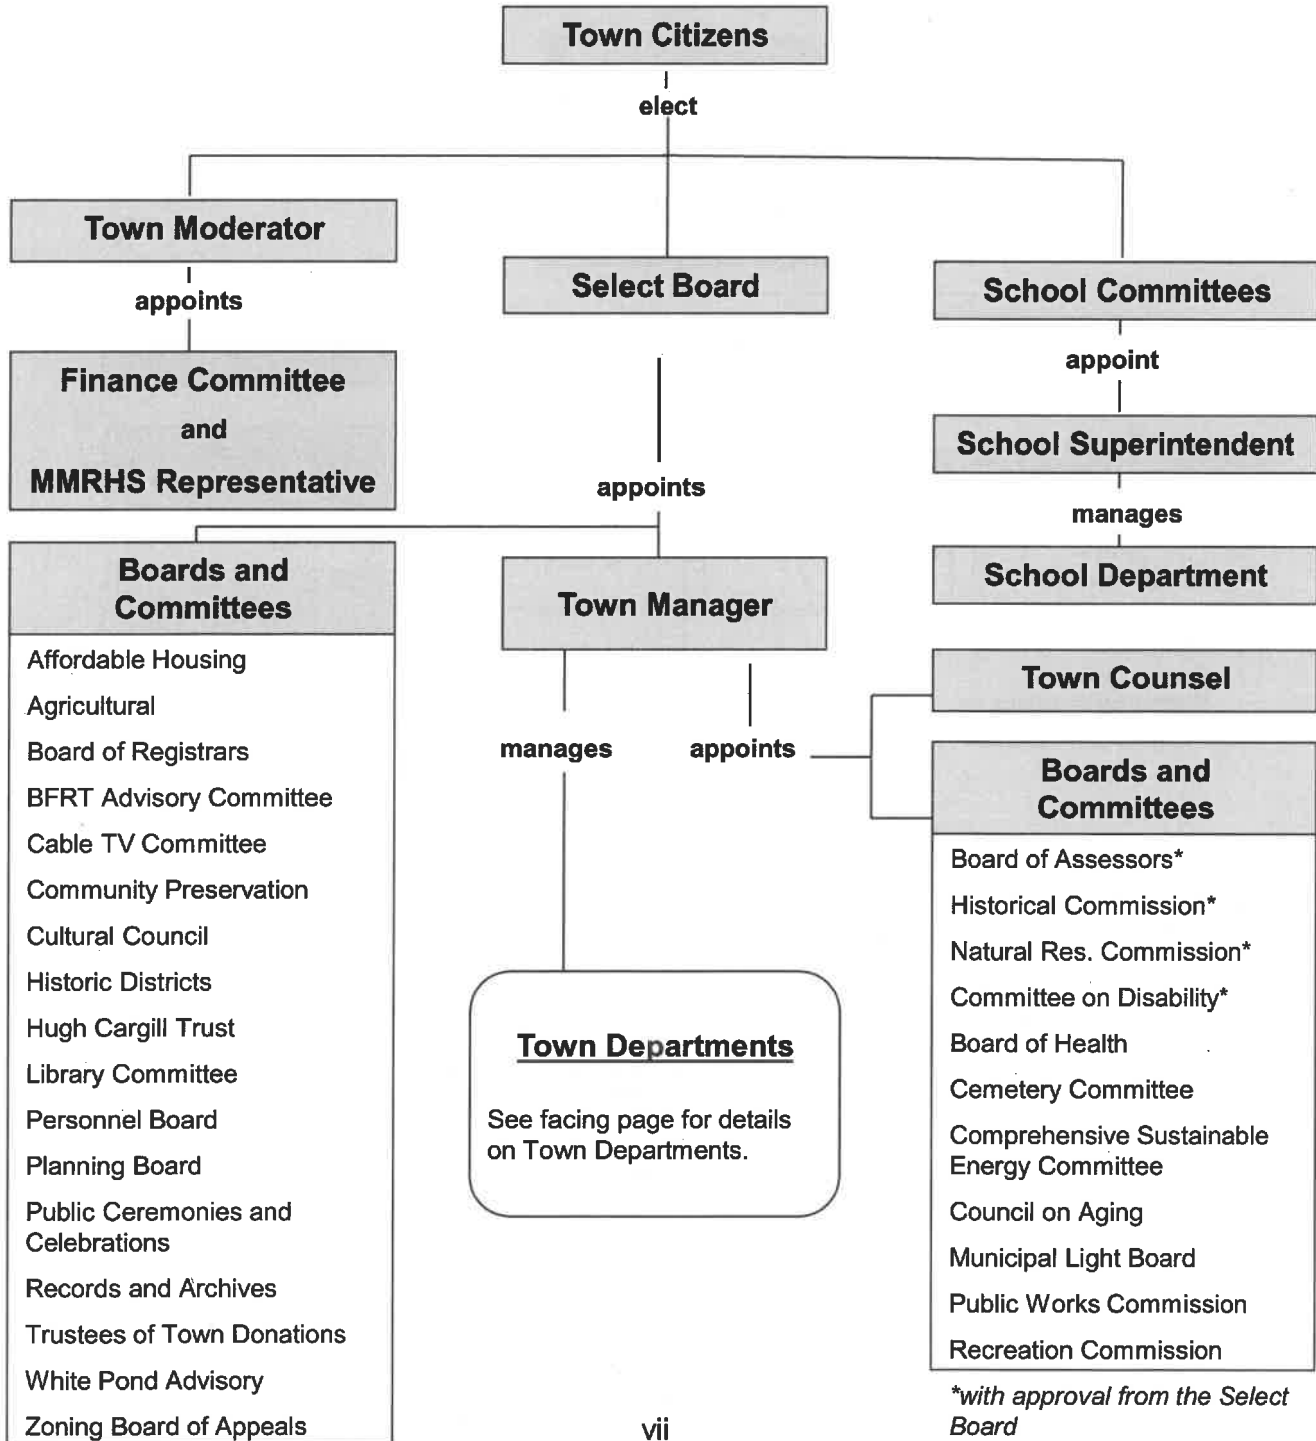 Town Citizens
elect
Town Moderator
appoints
Finance Committee
and
MMRHS Representative
Select Board
appoints
School Committees
appoint
School Superintendent
manages
School Department
Boards and
Committees
Affordable Housing
Agricultural
Board of Registrars
BFRT Advisory Committee
Cable TV Committee
Community Preservation
Cultural Council
Historic Districts
Hugh Cargill Trust
Library Committee
Personnel Board
Planning Board
Public Ceremonies and
Celebrations
Records and Archives
Trustees of Town Donations
White Pond Advisory
Zoning Board of Appeals
Town Manager
manages
appoints
Town Departments
See facing page for details
on Town Departments.
Town Counsel
Boards and
Committees
Board of Assessors*
Historical Commission*
Natural Res. Commission*
Committee on Disability*
Board of Health
Cemetery Committee
Comprehensive Sustainable
Energy Committee
Council on Aging
Municipal Light Board
Public Works Commission
Recreation Commission
*with approval from the Select
Board
vii